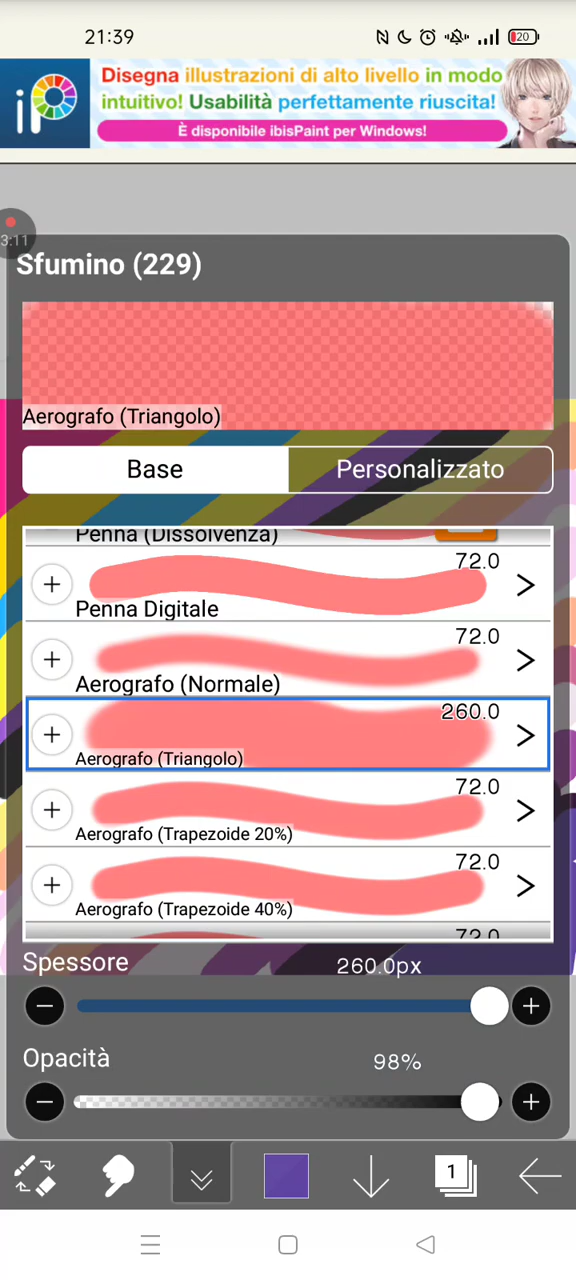 21:39
20
iP
Disegna illustrazioni di alto livello in modo
intuitivo! Usabilità perfettamente riuscita!
È disponibile ibisPaint per Windows!
3:11
Sfumino (229)
Aerografo (Triangolo)
Base
Personalizzato
Penna (Dissolvenza)
72.0
Penna Digitale
72.0
Aerografo (Normale)
260.0
Aerografo (Triangolo)
72.0
Aerografo (Trapezoide 20%)
72.0
Aerografo (Trapezoide 40%)
72.0
Spessore
260.0px
Opacità
98%
1